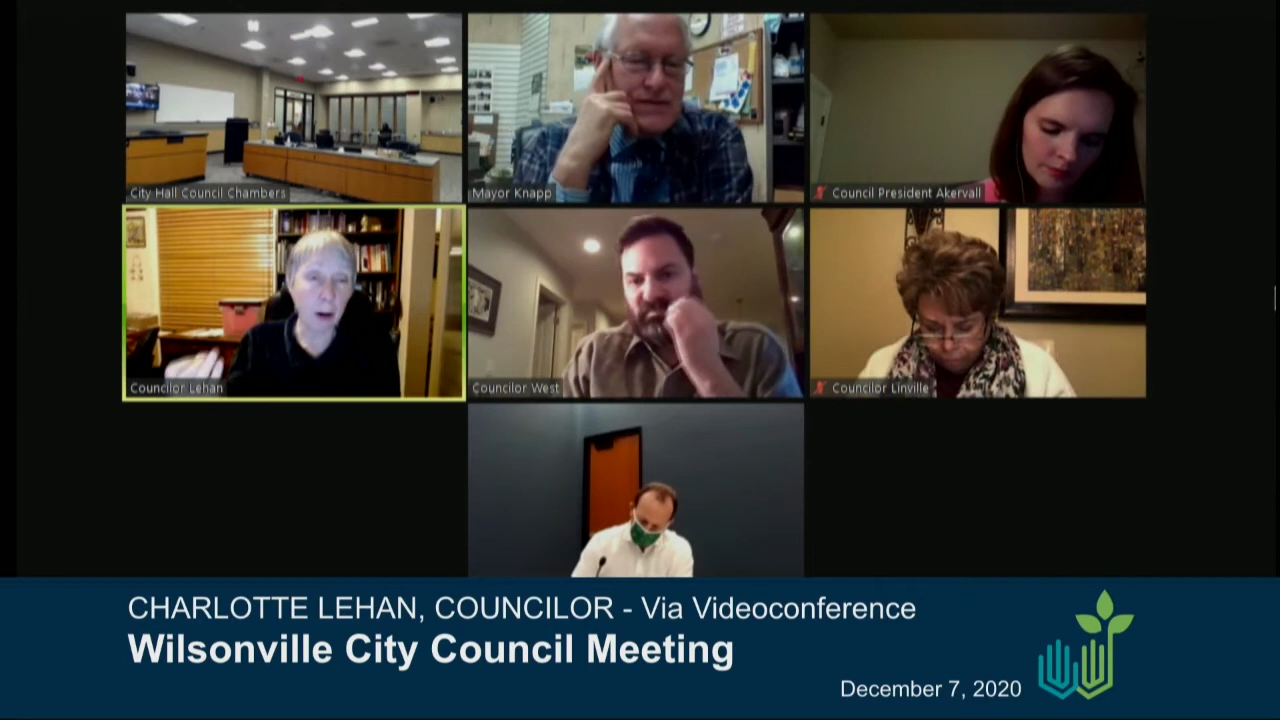 City Hall Council Chambers
Mayor Knapp
Council President Akervall
Councilor Lehan
Councilor West
Councilor Linville
CHARLOTTE LEHAN, COUNCILOR - Via Videoconference
Wilsonville City Council Meeting
December 7, 2020